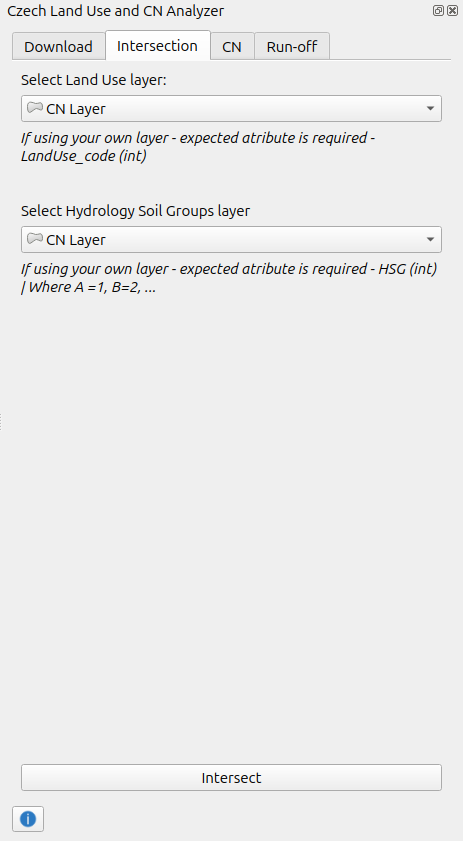 Czech Land Use and CN Analyzer
Download Intersection CN Run-off
Select Land Use layer:
CN Layer
If using your own layer - expected atribute is required -
LandUse_code (int)
Select Hydrology Soil Groups layer
CN Layer
If using your own layer - expected atribute is required - HSG (int)
| Where A =1, B=2, ...
Intersect
i